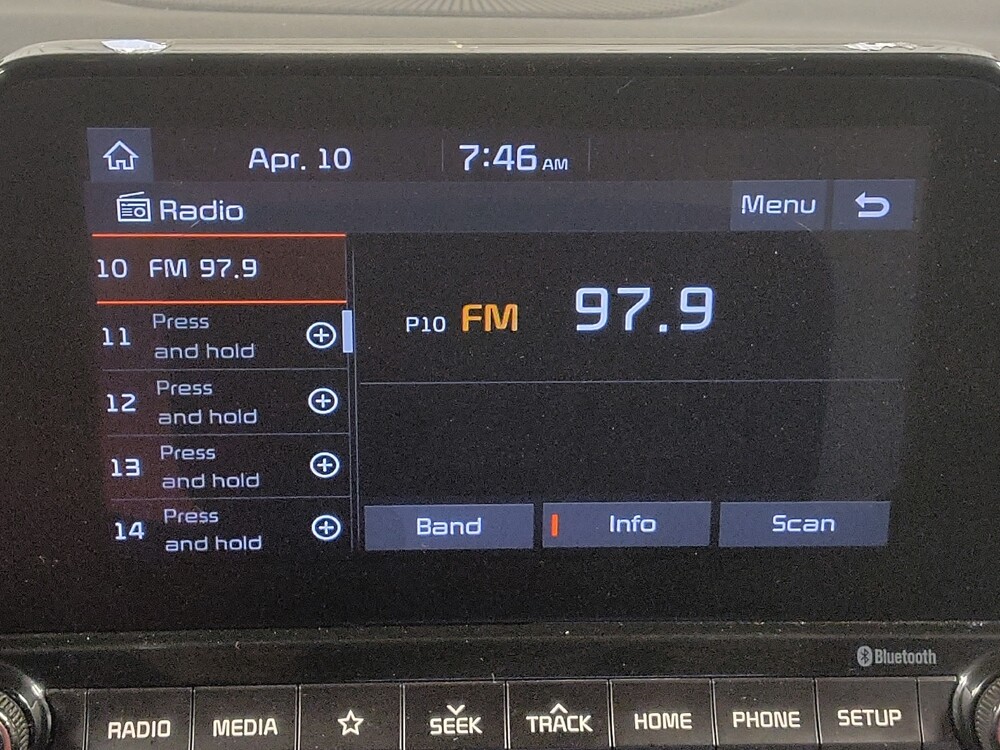 Apr. 10 7:46 AM
Radio Menu
10 FM 97.9
P10 FM 97.9
11 Press
and hold
12 Press
and hold
13 Press
and hold
14 Press
and hold
Band Info Scan
Bluetooth
RADIO MEDIA SEEK TRACK HOME PHONE SETUP